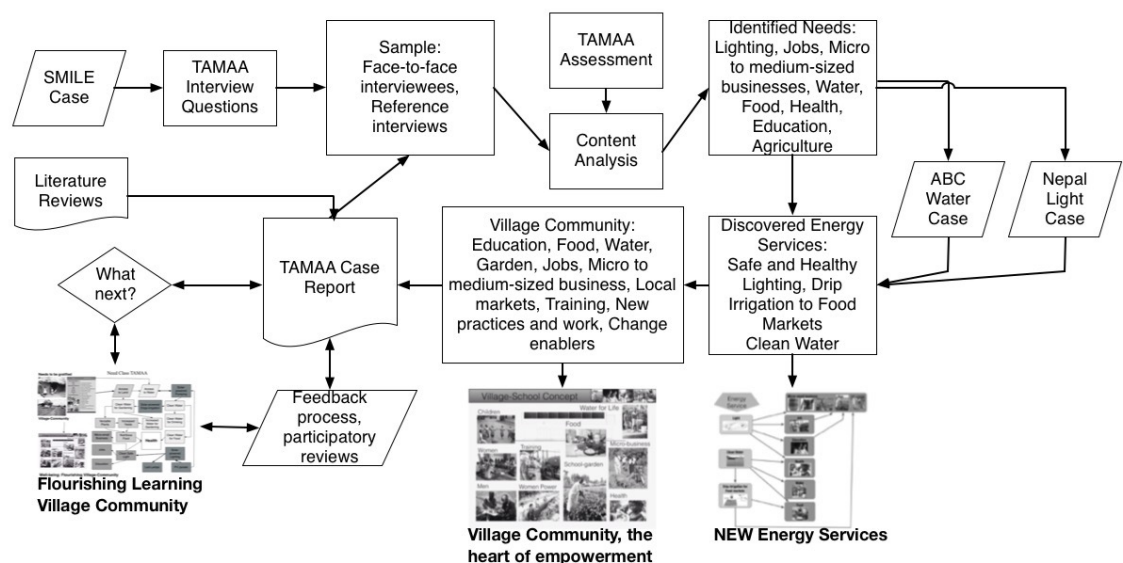 SMILE
Case
TAMAA
Interview
Questions
Sample:
Face-to-face
interviewees,
Reference
interviews
TAMAA
Assessment
Content
Analysis
Identified Needs:
Lighting, Jobs, Micro
to medium-sized
businesses, Water,
Food, Health,
Education,
Agriculture
Literature
Reviews
ABC
Water
Case
Nepal
Light
Case
What
next?
TAMAA Case
Report
Village Community:
Education, Food, Water,
Garden, Jobs, Micro to
medium-sized business, Local
markets, Training, New
practices and work, Change
enablers
Discovered Energy
Services:
Safe and Healthy
Lighting, Drip
Irrigation to Food
Markets
Clean Water
Feedback
process,
participatory
reviews
Health
Flourishing Learning
Village Community
Village-School Concept
Children
Water for Life
Food
Women
Training
Micro-business
School-garden
Men
Women Power
Health
Village Community, the
heart of empowerment
Energy
Service
NEW Energy Services